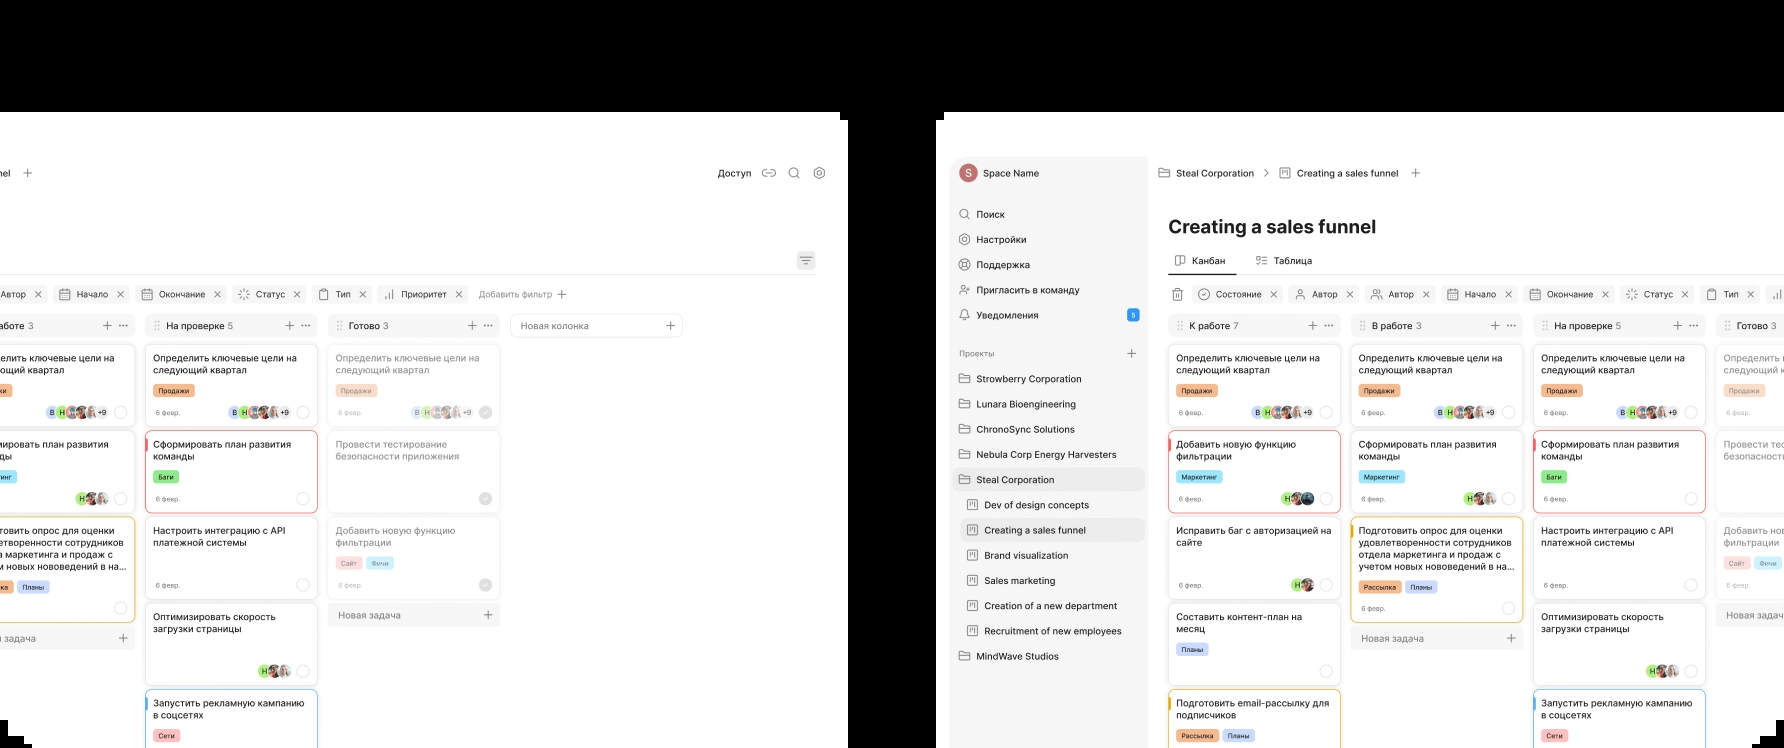 nel
Доступ
Автор
Начало
Окончание
Статус
Тип
Приоритет
Добавить фильтр
аботе 3
елить ключевые цели на
ющий квартал
жи
В Н +9
мировать план развития
ды
инг
Н
товить опрос для оценки
летворенности сотрудников
а маркетинга и продаж с
м новых нововедений в на...
ка
Планы
задача
На проверке 5
Определить ключевые цели на
следующий квартал
Продажи
6 февр.
В Н +9
Сформировать план развития
команды
Баги
6 февр.
Настроить интеграцию с API
платежной системы
6 февр.
Оптимизировать скорость
загрузки страницы
Н
Запустить рекламную кампанию
в соцсетях
Сети
Готово 3
Определить ключевые цели на
следующий квартал
Продажи
6 февр.
В Н +9
Провести тестирование
безопасности приложения
Добавить новую функцию
фильтрации
Сайт
Фичи
6 февр.
Новая задача
Новая колонка
S
Space Name
Поиск
Настройки
Поддержка
Пригласить в команду
Уведомления
5
Проекты
Strowberry Corporation
Lunara Bioengineering
ChronoSync Solutions
Nebula Corp Energy Harvesters
Steal Corporation
Dev of design concepts
Creating a sales funnel
Brand visualization
Sales marketing
Creation of a new department
Recruitment of new employees
MindWave Studios
Steal Corporation
Creating a sales funnel
Creating a sales funnel
Канбан
Таблица
Состояние
Автор
Автор
Начало
Окончание
Статус
Тип
К работе 7
Определить ключевые цели на
следующий квартал
Продажи
6 февр.
В Н +9
Добавить новую функцию
фильтрации
Маркетинг
6 февр.
Н
Исправить баг с авторизацией на
сайте
6 февр.
Н
Составить контент-план на
месяц
Планы
Подготовить email-рассылку для
подписчиков
Рассылка
Планы
В работе 3
Определить ключевые цели на
следующий квартал
Продажи
6 февр.
В Н +9
Сформировать план развития
команды
Маркетинг
6 февр.
Н
Подготовить опрос для оценки
удовлетворенности сотрудников
отдела маркетинга и продаж с
учетом новых нововедений в на...
Рассылка
Планы
6 февр.
Новая задача
На проверке 5
Определить ключевые цели на
следующий квартал
Продажи
6 февр.
В Н +9
Сформировать план развития
команды
Баги
6 февр.
Настроить интеграцию с API
платежной системы
6 февр.
Оптимизировать скорость
загрузки страницы
Н
Запустить рекламную кампанию
в соцсетях
Сети
Готово 3
Определить
следующий к
Продажи
6 февр.
Провести тес
безопасност
Добавить нов
фильтрации
Сайт
Фичи
6 февр.
Новая задач